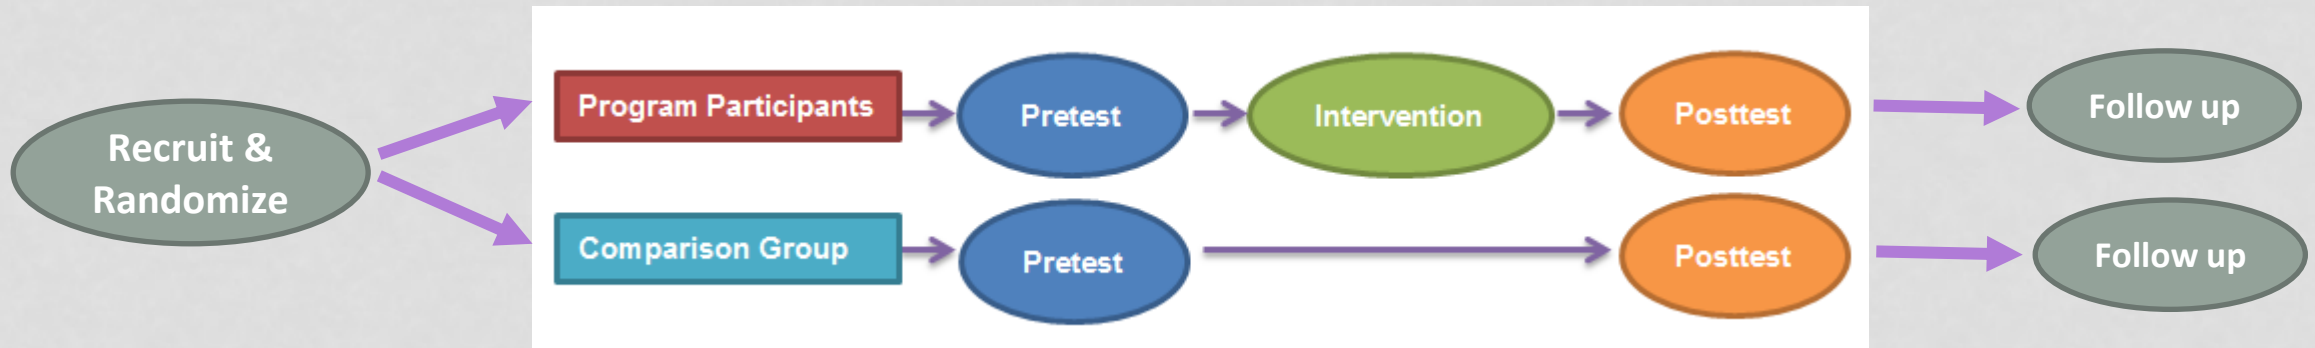 Recruit &
Randomize
Program Participants
Pretest
Intervention
Posttest
Follow up
Comparison Group
Pretest
Posttest
Follow up